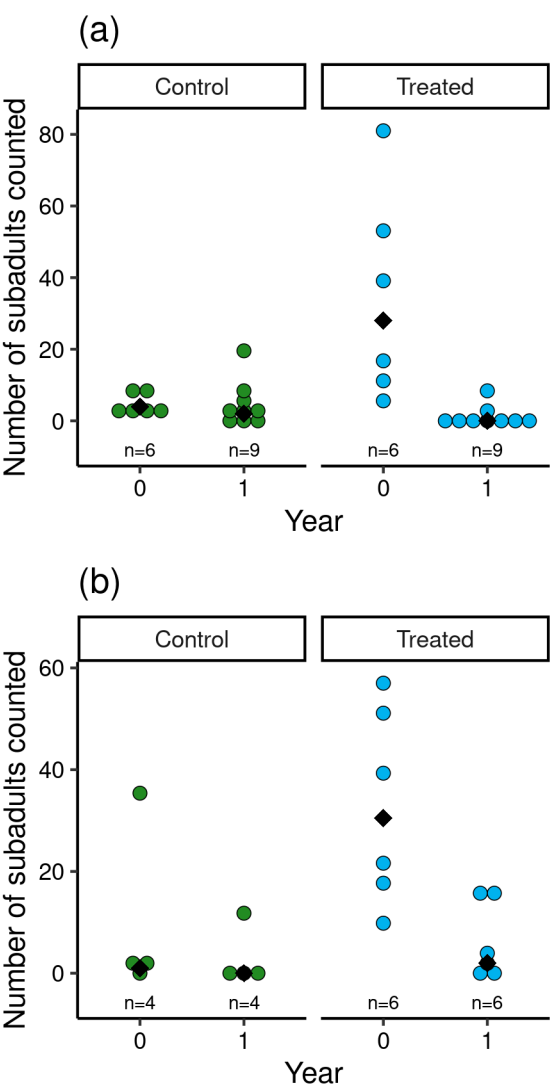 (a)
Control Treated
Number of subadults counted
80
60
40
20
0
n=6 n=9 n=6 n=9
0 1 0 1
Year
(b)
Control Treated
Number of subadults counted
60
40
20
0
n=4 n=4 n=6 n=6
0 1 0 1
Year